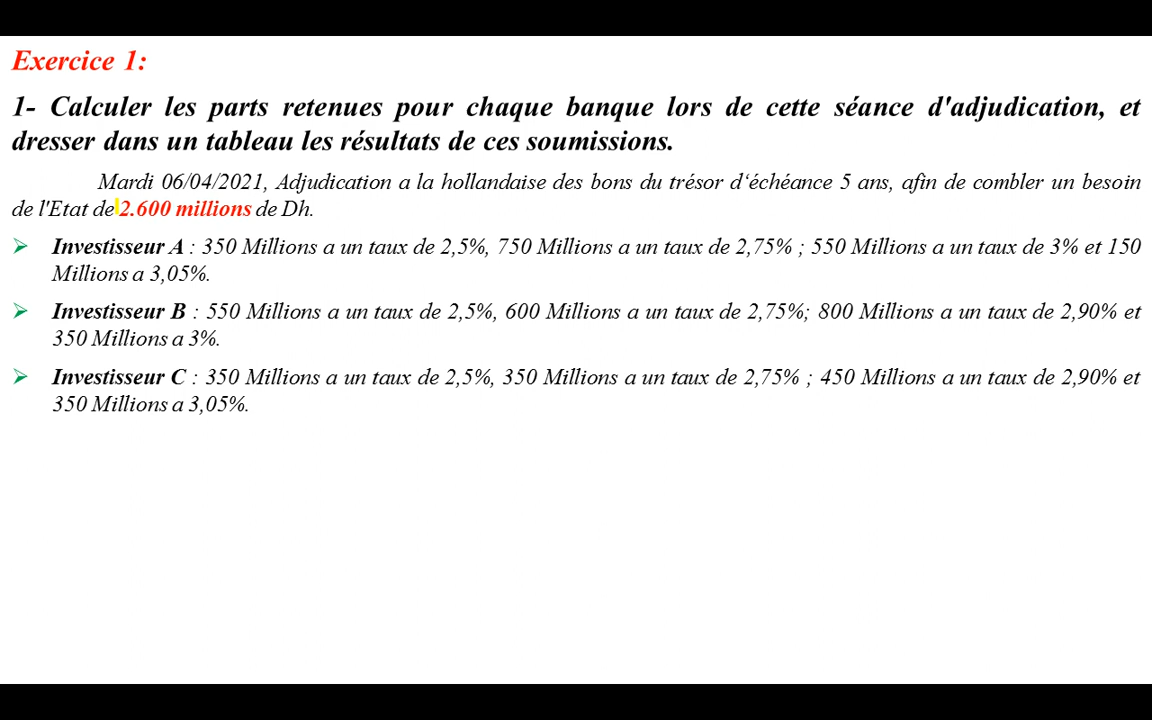 Exercice 1:
1- Calculer les parts retenues pour chaque banque lors de cette séance d'adjudication, et
dresser dans un tableau les résultats de ces soumissions.
Mardi 06/04/2021, Adjudication a la hollandaise des bons du trésor d‘échéance 5 ans, afin de combler un besoin
de l'Etat de 2.600 millions de Dh.
Investisseur A : 350 Millions a un taux de 2,5%, 750 Millions a un taux de 2,75% ; 550 Millions a un taux de 3% et 150
Millions a 3,05%.
Investisseur B : 550 Millions a un taux de 2,5%, 600 Millions a un taux de 2,75%; 800 Millions a un taux de 2,90% et
350 Millions a 3%.
Investisseur C : 350 Millions a un taux de 2,5%, 350 Millions a un taux de 2,75% ; 450 Millions a un taux de 2,90% et
350 Millions a 3,05%.